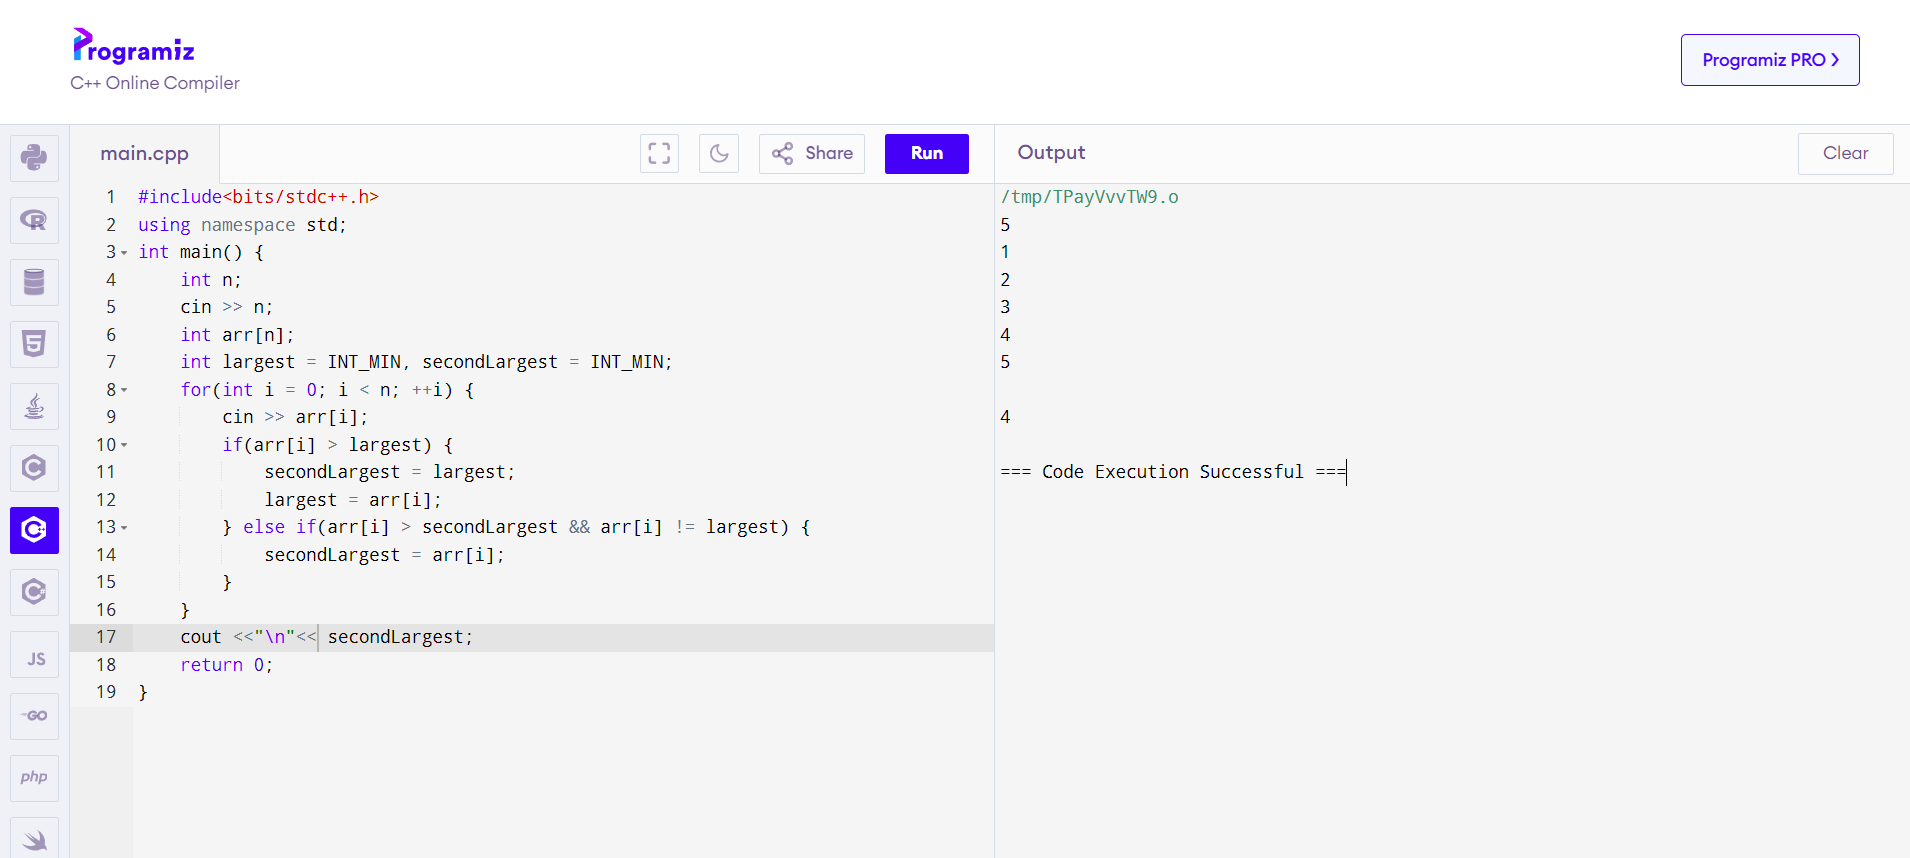 Programiz
C++ Online Compiler
Programiz PRO ❯
main.cpp
Share
Run
Output
Clear
1 #include<bits/stdc++.h>
2 using namespace std;
3 int main() {
4     int n;
5     cin >> n;
6     int arr[n];
7     int largest = INT_MIN, secondLargest = INT_MIN;
8     for(int i = 0; i < n; ++i) {
9         cin >> arr[i];
10         if(arr[i] > largest) {
11             secondLargest = largest;
12             largest = arr[i];
13         } else if(arr[i] > secondLargest && arr[i] != largest) {
14             secondLargest = arr[i];
15         }
16     }
17     cout <<"\n"<< secondLargest;
18     return 0;
19 }
/tmp/TPayVvvTW9.o
5
1
2
3
4
5
4
=== Code Execution Successful ===
R
5
C
C++
C
JS
GO
php